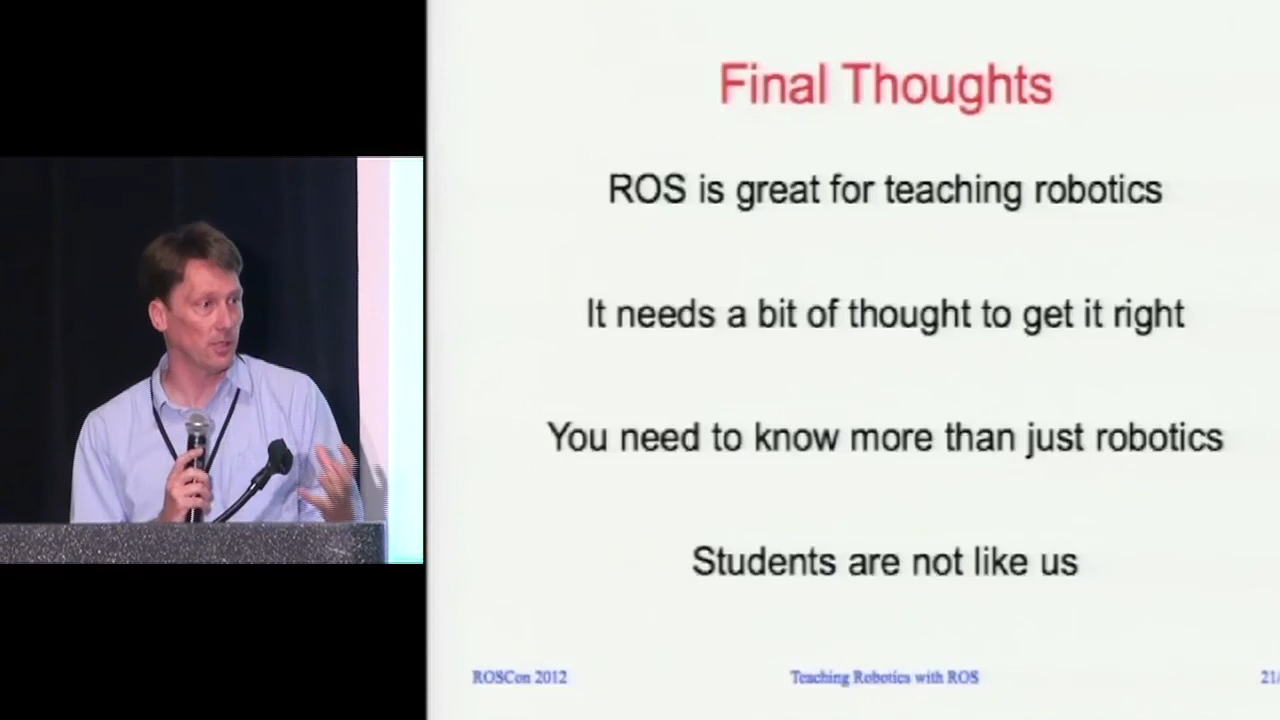 Final Thoughts
ROS is great for teaching robotics
It needs a bit of thought to get it right
You need to know more than just robotics
Students are not like us
ROSCon 2012
Teaching Robotics with ROS
21/